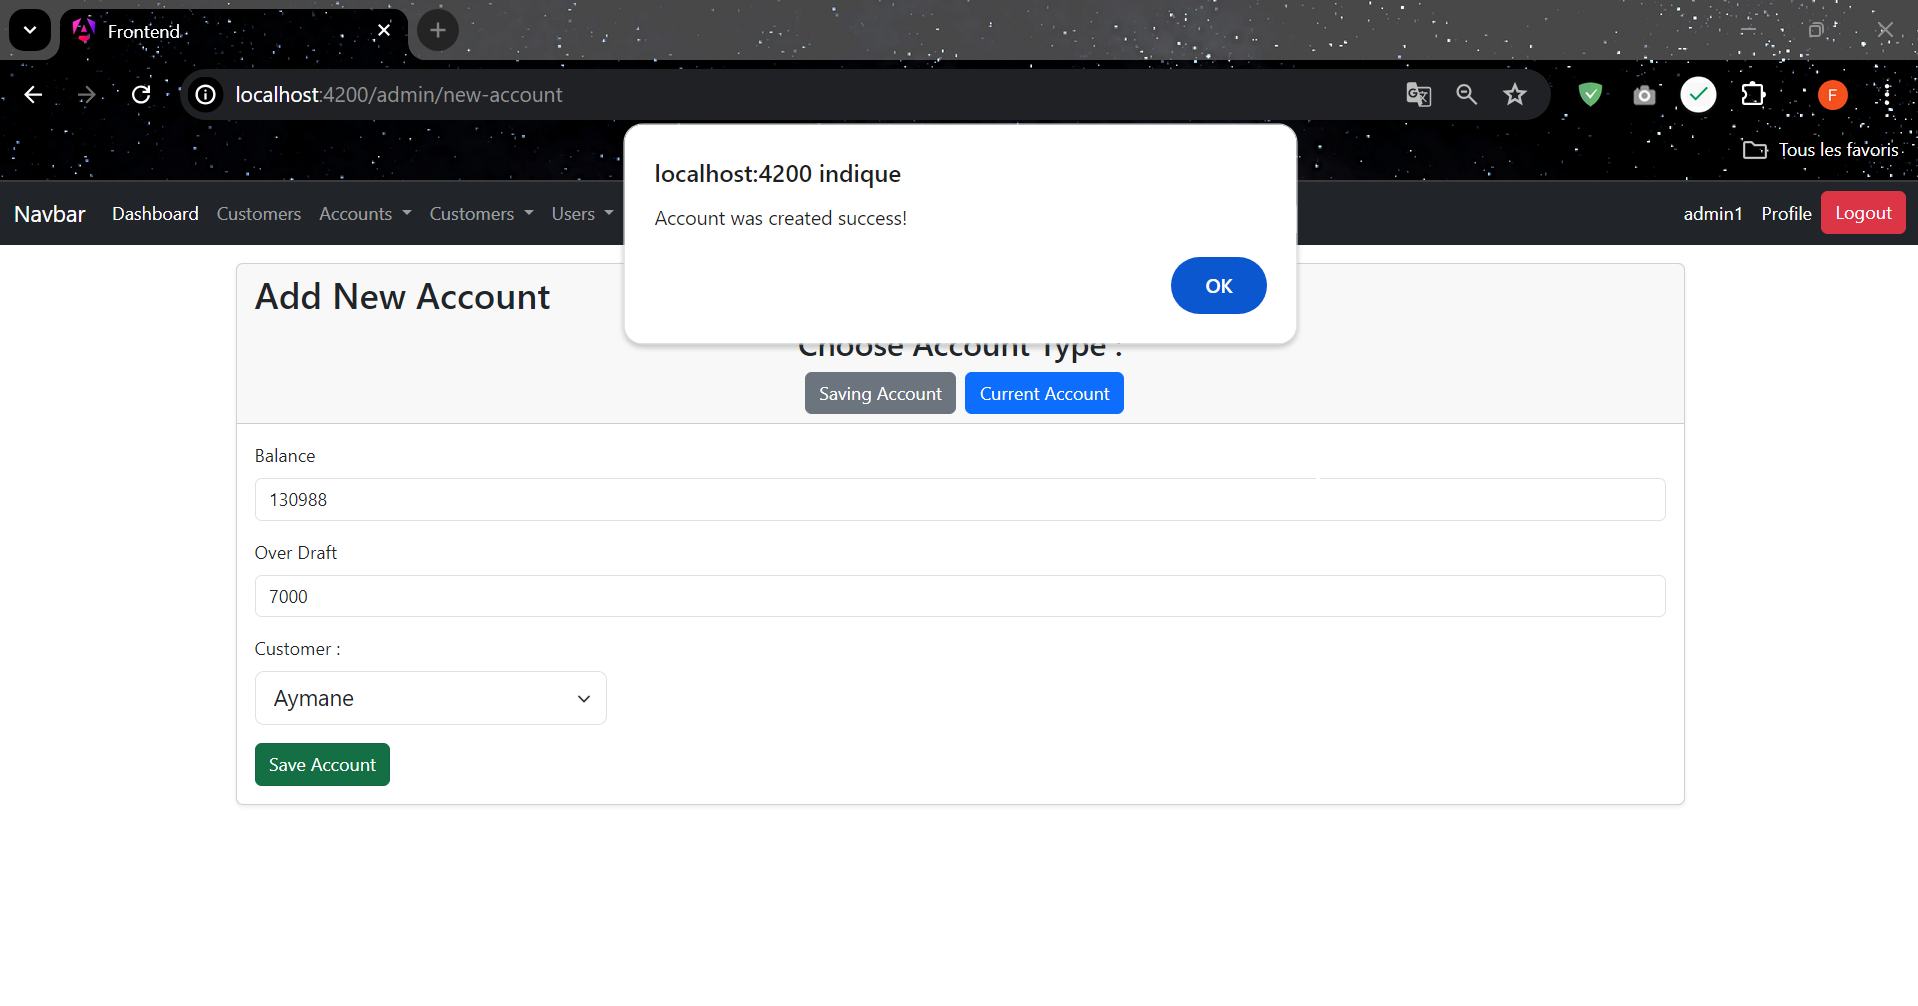 Frontend
localhost:4200/admin/new-account
F
Tous les favoris
localhost:4200 indique
Account was created success!
OK
Navbar Dashboard Customers Accounts Customers Users admin1 Profile Logout
Add New Account
Choose Account Type :
Saving Account Current Account
Balance
130988
Over Draft
7000
Customer :
Aymane
Save Account